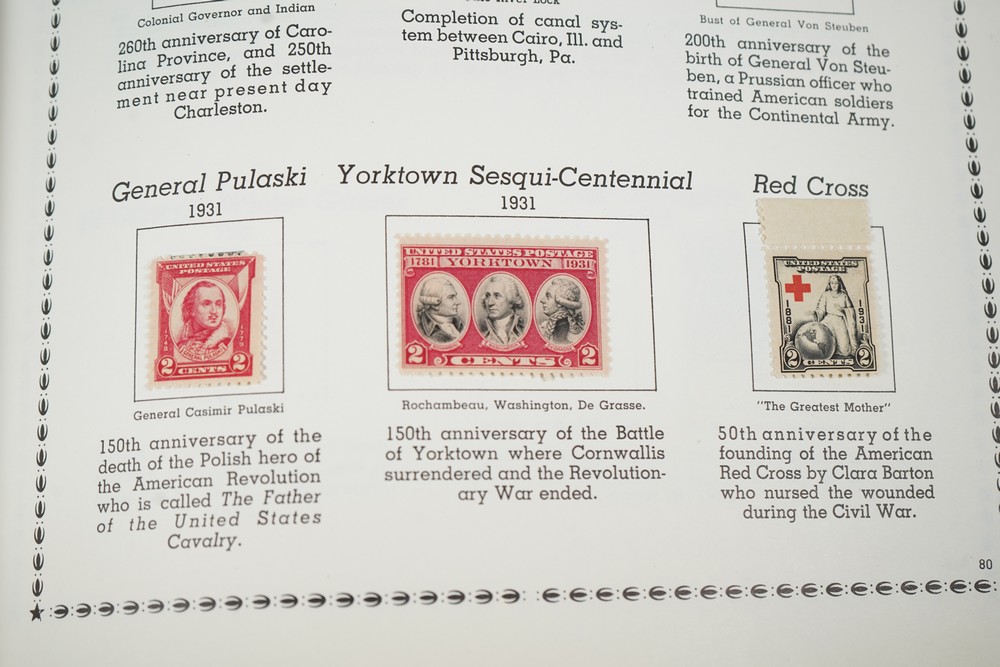 Colonial Governor and Indian
260th anniversary of Caro-
lina Province, and 250th
anniversary of the settle-
ment near present day
Charleston.
Completion of canal sys-
tem between Cairo, Ill. and
Pittsburgh, Pa.
Bust of General Von Steuben
200th anniversary of the
birth of General Von Steu-
ben, a Prussian officer who
trained American soldiers
for the Continental Army.
General Pulaski
1931
UNITED STATES
POSTAGE
1748
1779
2 CENTS 2
General Casimir Pulaski
150th anniversary of the
death of the Polish hero of
the American Revolution
who is called The Father
of the United States
Cavalry.
Yorktown Sesqui-Centennial
1931
UNITED STATES POSTAGE
1781 YORKTOWN 1931
2 CENTS 2
Rochambeau, Washington, De Grasse.
150th anniversary of the Battle
of Yorktown where Cornwallis
surrendered and the Revolution-
ary War ended.
Red Cross
UNITED STATES
POSTAGE
1881
1931
2 CENTS 2
"The Greatest Mother"
50th anniversary of the
founding of the American
Red Cross by Clara Barton
who nursed the wounded
during the Civil War.
80